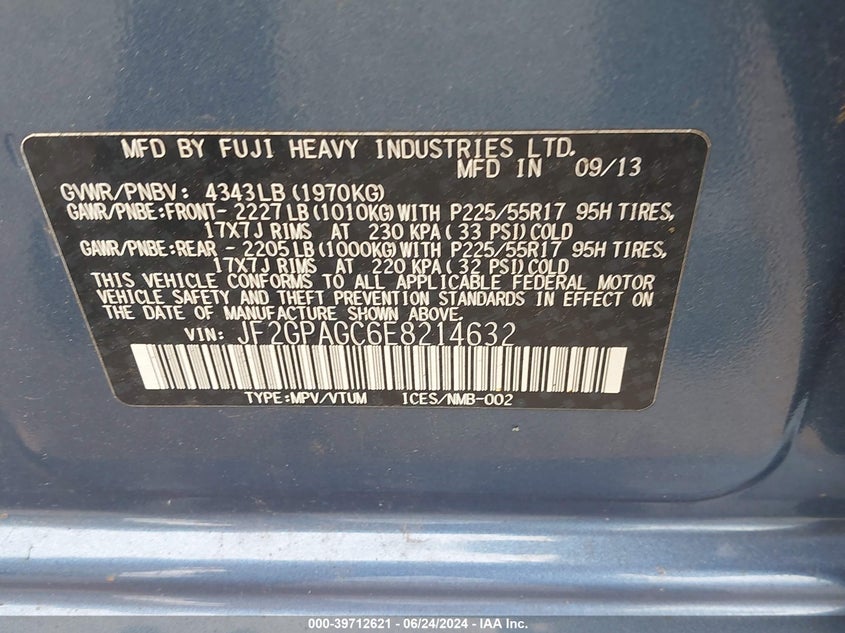 MFD BY FUJI HEAVY INDUSTRIES LTD.
MFD IN 09/13
GVWR/PNBV: 4343LB (1970KG)
GAWR/PNBE:FRONT- 2227LB (1010KG) WITH P225/55R17 95H TIRES,
17X7J RIMS AT 230 KPA( 33 PSI) COLD
GAWR/PNBE:REAR - 2205LB (1000KG) WITH P225/55R17 95H TIRES,
17X7J RIMS AT 220 KPA( 32 PSI) COLD
THIS VEHICLE CONFORMS TO ALL APPLICABLE FEDERAL MOTOR
VEHICLE SAFETY AND THEFT PREVENTION STANDARDS IN EFFECT ON
THE DATE OF MANUFACTURE SHOWN ABOVE.
VIN: JF2GPAGC6E8214632
TYPE:MPV/VTUM ICES/NMB-002
000-39712621 - 06/24/2024 - IAA Inc.